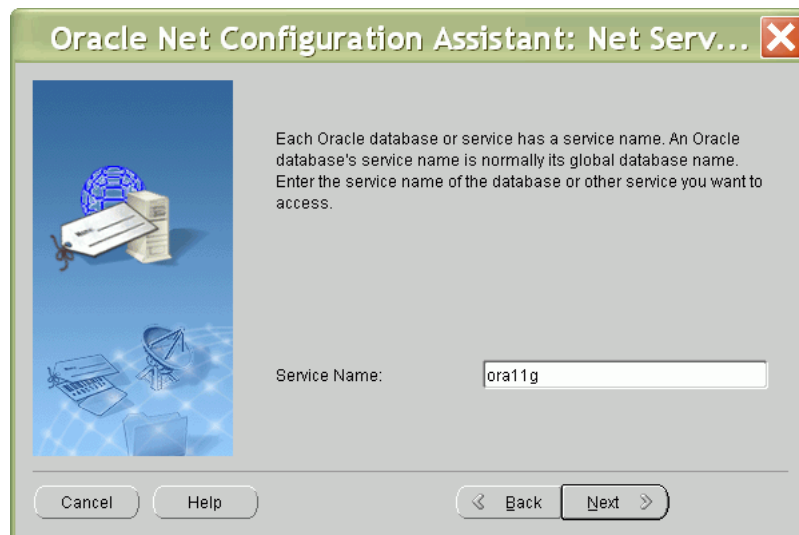 Oracle Net Configuration Assistant: Net Serv...
Each Oracle database or service has a service name. An Oracle
database's service name is normally its global database name.
Enter the service name of the database or other service you want to
access.
Service Name: ora11g
Cancel Help Back Next